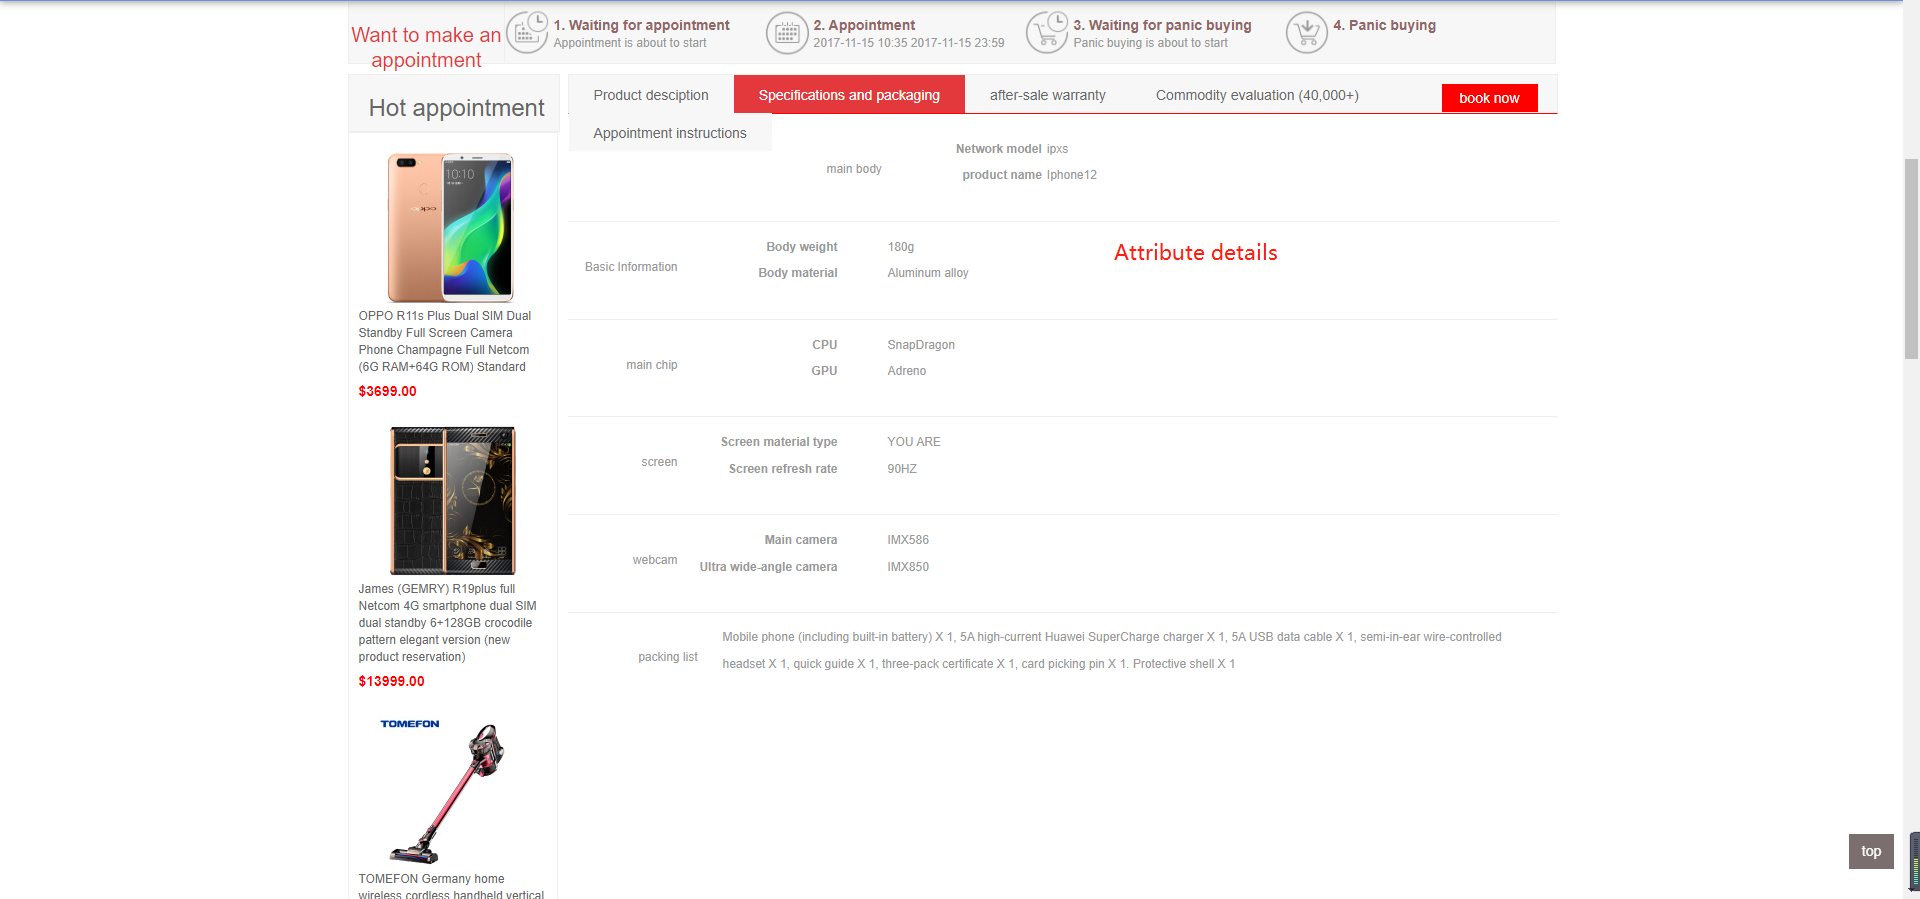 Want to make an
appointment
1. Waiting for appointment
Appointment is about to start
2. Appointment
2017-11-15 10:35 2017-11-15 23:59
3. Waiting for panic buying
Panic buying is about to start
4. Panic buying
Hot appointment
Product desciption
Specifications and packaging
after-sale warranty
Commodity evaluation (40,000+)
book now
Appointment instructions
main body
Network model ipxs
product name Iphone12
Attribute details
Basic Information
Body weight 180g
Body material Aluminum alloy
main chip
CPU SnapDragon
GPU Adreno
screen
Screen material type YOU ARE
Screen refresh rate 90HZ
webcam
Main camera IMX586
Ultra wide-angle camera IMX850
packing list
Mobile phone (including built-in battery) X 1, 5A high-current Huawei SuperCharge charger X 1, 5A USB data cable X 1, semi-in-ear wire-controlled
headset X 1, quick guide X 1, three-pack certificate X 1, card picking pin X 1. Protective shell X 1
10:10
oppo
OPPO R11s Plus Dual SIM Dual
Standby Full Screen Camera
Phone Champagne Full Netcom
(6G RAM+64G ROM) Standard
$3699.00
James (GEMRY) R19plus full
Netcom 4G smartphone dual SIM
dual standby 6+128GB crocodile
pattern elegant version (new
product reservation)
$13999.00
TOMEFON
TOMEFON Germany home
wireless cordless handheld vertical
top